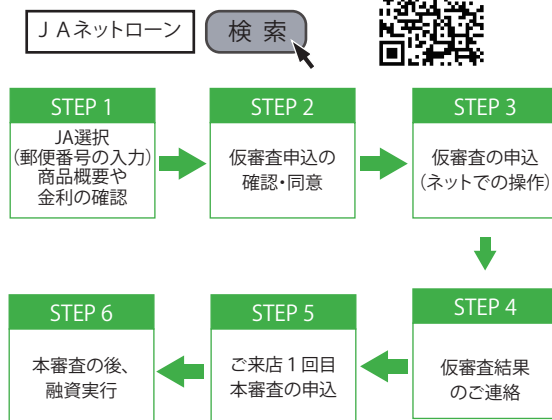 ＪＡネットローン
検 索
STEP 1
JA選択
(郵便番号の入力)
商品概要や
金利の確認
STEP 2
仮審査申込の
確認・同意
STEP 3
仮審査の申込
(ネットでの操作)
STEP 4
仮審査結果
のご連絡
STEP 5
ご来店１回目
本審査の申込
STEP 6
本審査の後、
融資実行